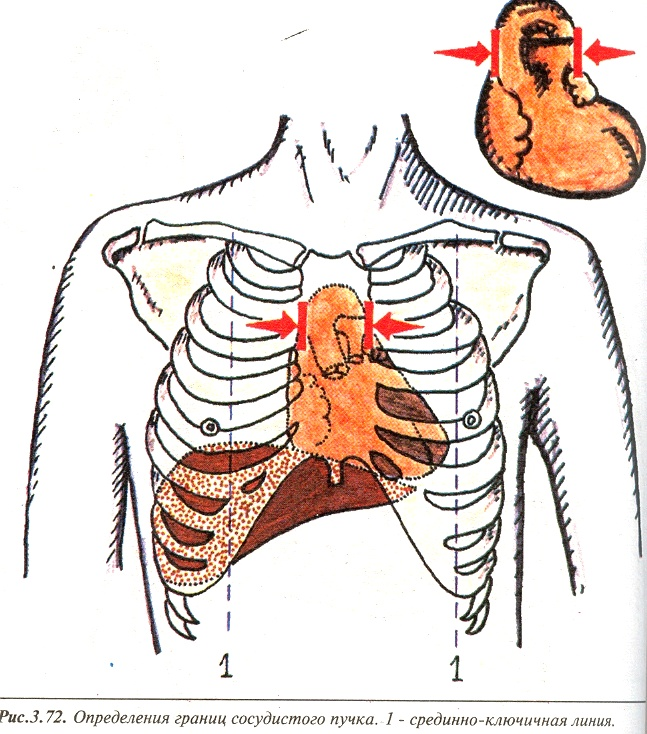 1 1
Рис.3.72. Определения границ сосудистого пучка. 1 - срединно-ключичная линия.